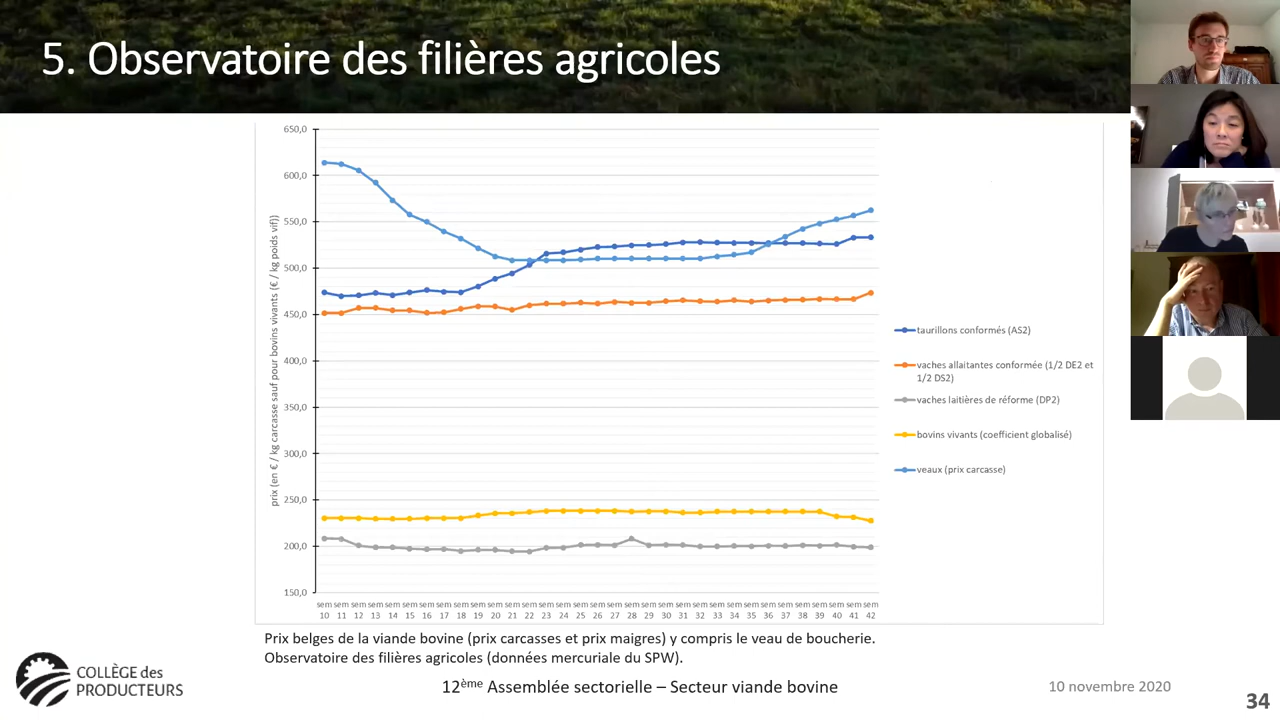 5. Observatoire des filières agricoles
650,0
600,0
550,0
500,0
450,0
400,0
350,0
300,0
250,0
200,0
150,0
prix (en € / kg carcasse sauf pour bovins vivants (€ / kg poids vif))
sem sem sem sem sem sem sem sem sem sem sem sem sem sem sem sem sem sem sem sem sem sem sem sem sem sem sem sem sem sem sem sem sem
10 11 12 13 14 15 16 17 18 19 20 21 22 23 24 25 26 27 28 29 30 31 32 33 34 35 36 37 38 39 40 41 42
taurillons conformés (AS2)
vaches allaitantes conformée (1/2 DE2 et
1/2 DS2)
vaches laitières de réforme (DP2)
bovins vivants (coefficient globalisé)
veaux (prix carcasse)
Prix belges de la viande bovine (prix carcasses et prix maigres) y compris le veau de boucherie.
Observatoire des filières agricoles (données mercuriale du SPW).
COLLÈGE des
PRODUCTEURS
12ème Assemblée sectorielle – Secteur viande bovine
10 novembre 2020
34